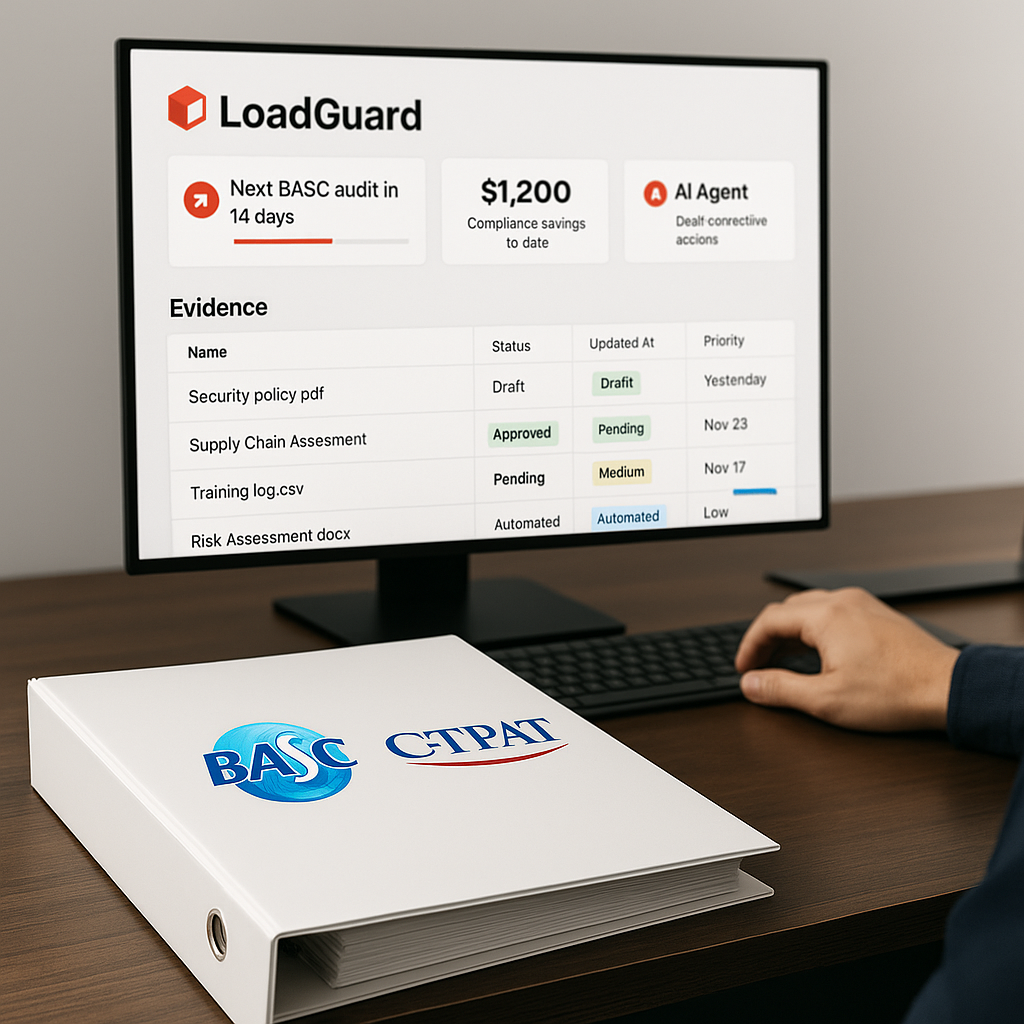 LoadGuard
Next BASC audit in
14 days
$1,200
Compliance savings
to date
A
AI Agent
Dealt-connective
accions
Evidence
Name Status Updated At Priority
Security policy pdf Draft Drafit Yestenday
Supply Chain Assesment Approved Pending Nov 23
Training log.csv Pending Medium Nov 17
Risk Assessment docx Automated Automated Low
BASC
C-TPAT